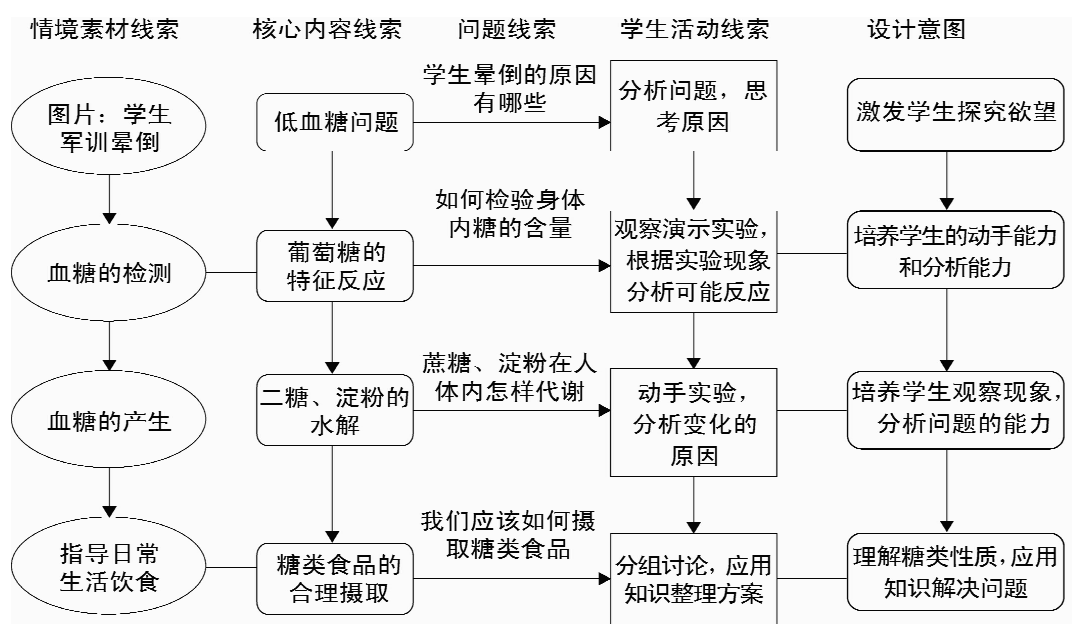 情境素材线索
核心内容线索
问题线索
学生活动线索
设计意图
图片：学生
军训晕倒
低血糖问题
学生晕倒的原因
有哪些
分析问题，思
考原因
激发学生探究欲望
血糖的检测
葡萄糖的
特征反应
如何检验身体
内糖的含量
观察演示实验，
根据实验现象
分析可能反应
培养学生的动手能力
和分析能力
血糖的产生
二糖、淀粉的
水解
蔗糖、淀粉在人
体内怎样代谢
动手实验，
分析变化的
原因
培养学生观察现象，
分析问题的能力
指导日常
生活饮食
糖类食品的
合理摄取
我们应该如何摄
取糖类食品
分组讨论，应用
知识整理方案
理解糖类性质，应用
知识解决问题